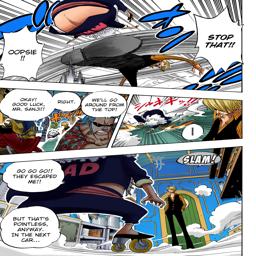 STOP
THAT!!
OOPSIE
!!
WE'LL GO
AROUND
FROM THE
TOP!
RIGHT.
OKAY!
GOOD
LUCK,
MR. SANJI!!
SLAM!
GO GO GO!!
THEY
ESCAPED
ME!!
BUT THAT'S
POINTLESS,
ANYWAY.
IN THE
NEXT
CAR...